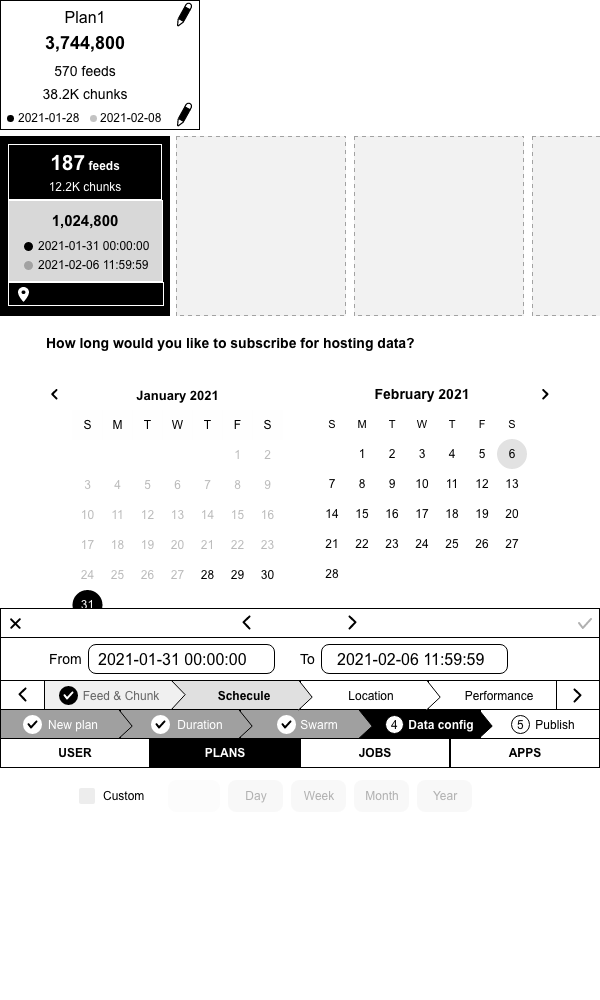 Plan1
3,744,800
570 feeds
38.2K chunks
2021-01-28 2021-02-08
187 feeds
12.2K chunks
1,024,800
2021-01-31 00:00:00
2021-02-06 11:59:59
How long would you like to subscribe for hosting data?
January 2021
S M T W T F S
1 2
3 4 5 6 7 8 9
10 11 12 13 14 15 16
17 18 19 20 21 22 23
24 25 26 27 28 29 30
31
February 2021
S M T W T F S
1 2 3 4 5 6
7 8 9 10 11 12 13
14 15 16 17 18 19 20
21 22 23 24 25 26 27
28
From 2021-01-31 00:00:00 To 2021-02-06 11:59:59
Feed & Chunk Schecule Location Performance
New plan Duration Swarm 4 Data config 5 Publish
USER PLANS JOBS APPS
Custom Day Week Month Year